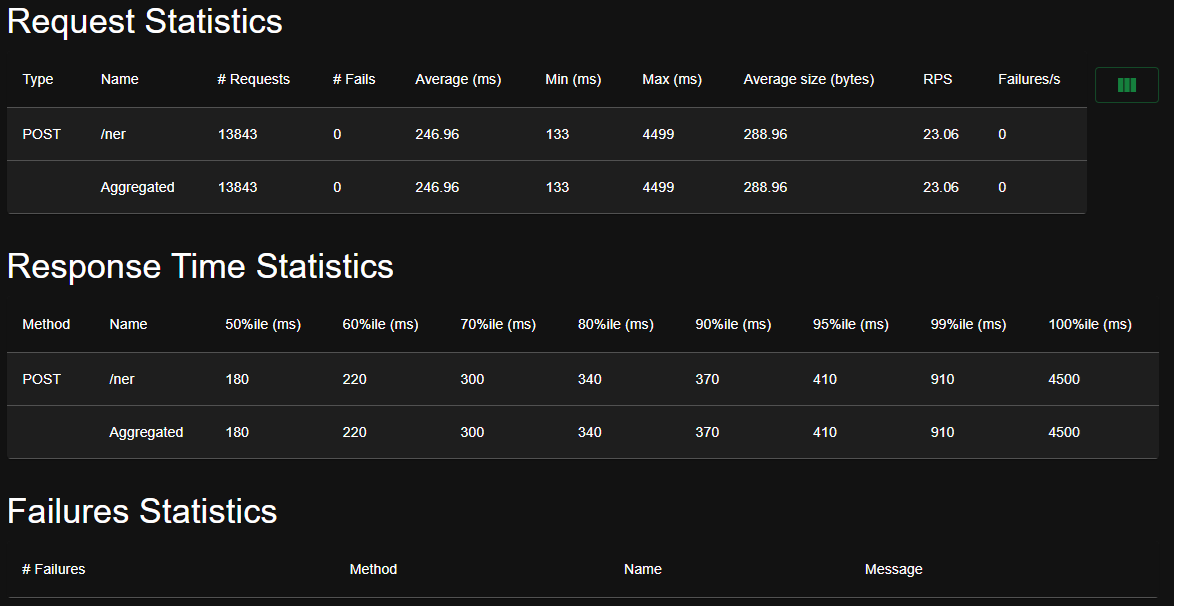 Request Statistics
Type Name # Requests # Fails Average (ms) Min (ms) Max (ms) Average size (bytes) RPS Failures/s
POST /ner 13843 0 246.96 133 4499 288.96 23.06 0
Aggregated 13843 0 246.96 133 4499 288.96 23.06 0
Response Time Statistics
Method Name 50%ile (ms) 60%ile (ms) 70%ile (ms) 80%ile (ms) 90%ile (ms) 95%ile (ms) 99%ile (ms) 100%ile (ms)
POST /ner 180 220 300 340 370 410 910 4500
Aggregated 180 220 300 340 370 410 910 4500
Failures Statistics
# Failures Method Name Message